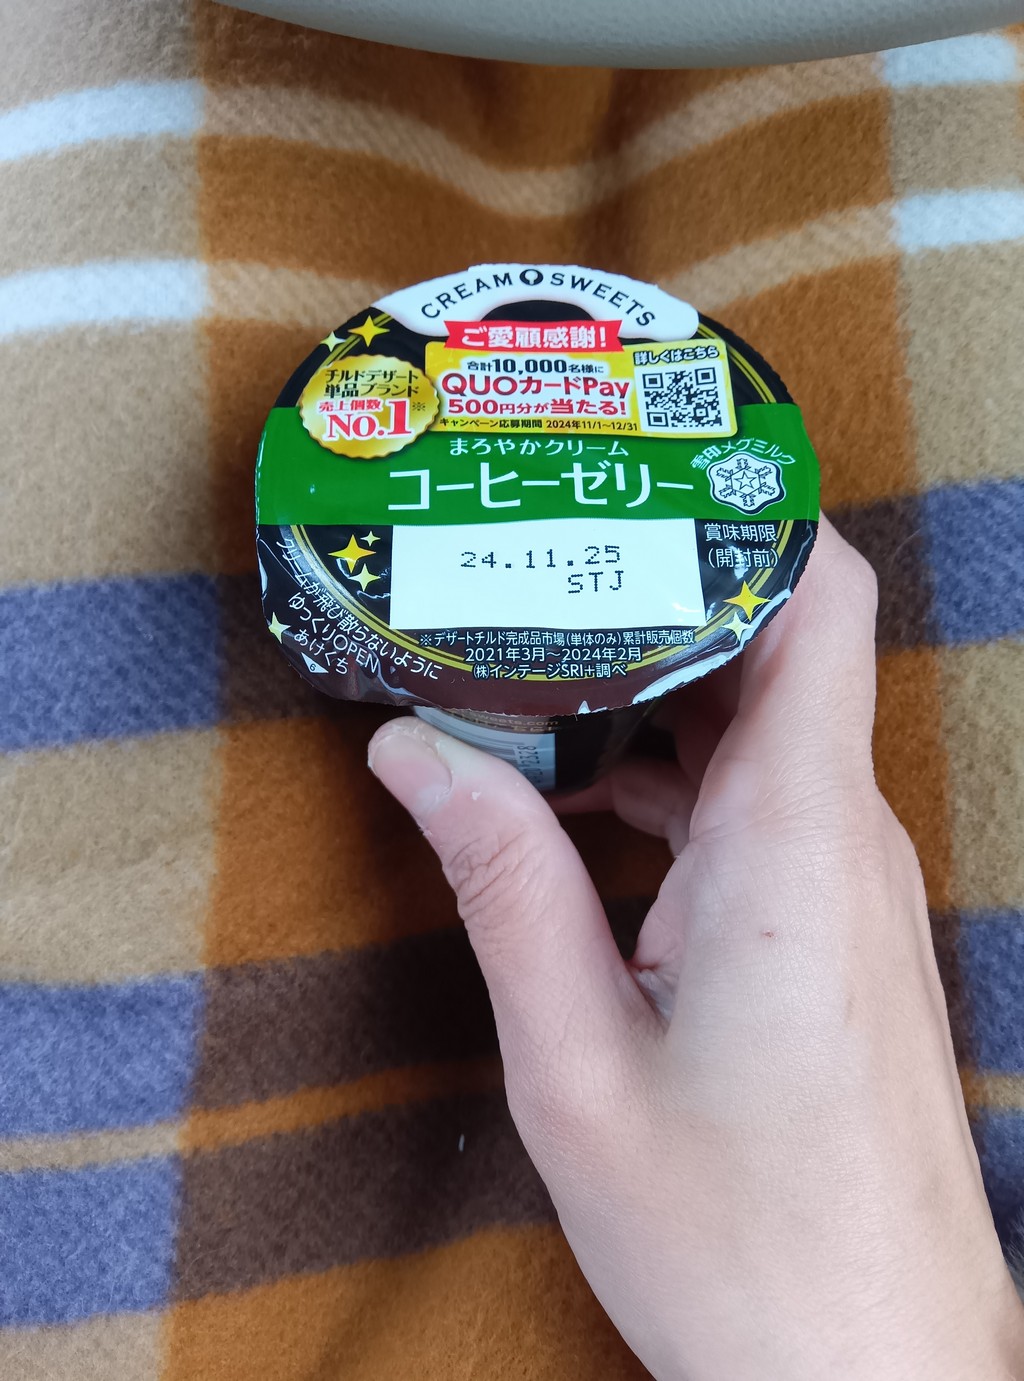 CREAM SWEETS
ご愛顧感謝!
詳しくはこちら
合計10,000名様に
QUOカードPay
500円分が当たる!
キャンペーン応募期間 2024年11/1~12/31
チルドデザート
単品ブランド
売上個数※
No.1
まろやかクリーム
コーヒーゼリー
雪印メグミルク
賞味期限
(開封前)
24.11.25
STJ
※デザートチルド完成品市場(単体のみ)累計販売個数
2021年3月~2024年2月
㈱インテージSRI+調べ
クリームが飛び散らないように
ゆっくりOPEN
あけぐち
6